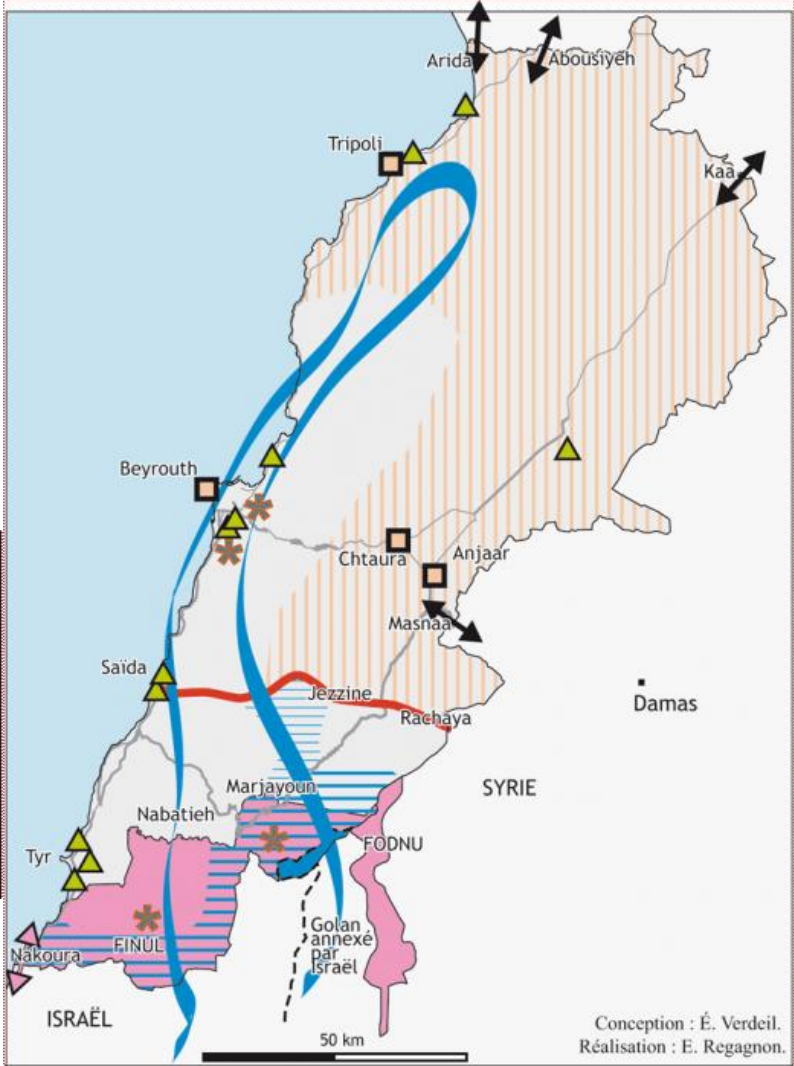 Arida
Abousiyeh
Tripoli
Kaa
Beyrouth
Chtaura
Anjaar
Masnaa
Saïda
Jezzine
Rachaya
Damas
SYRIE
Marjayoun
Nabatieh
Tyr
FODNU
Golan
annexé
par
Israël
Nakoura
FINUL
ISRAËL
50 km
Conception : É. Verdeil.
Réalisation : E. Regagnon.